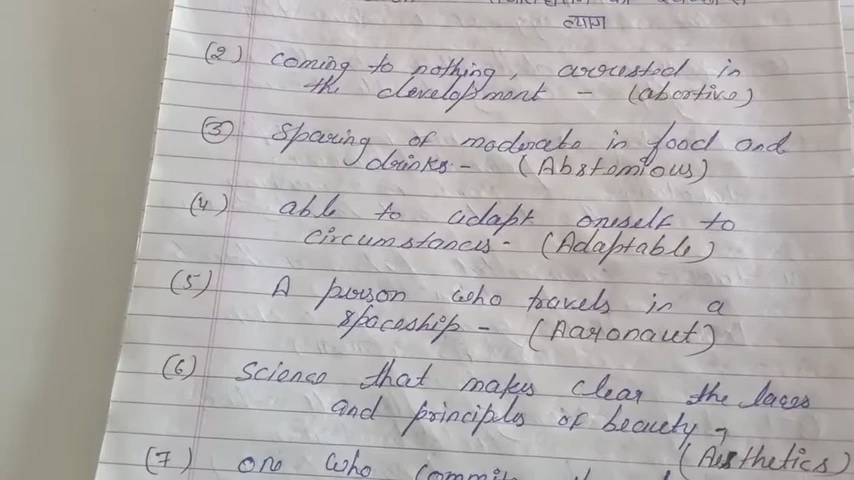 त्याग
(2) coming to nothing, arrested in
the development - (abortive)
(3) sparing of moderate in food and
drinks - (Abstomious)
(4) able to adapt oneself to
circumstances - (Adaptable)
(5) A person who travels in a
spaceship - (Aaronaut)
(6) Science that makes clear the laws
and principles of beauty -
(Aesthetics)
(7) one who